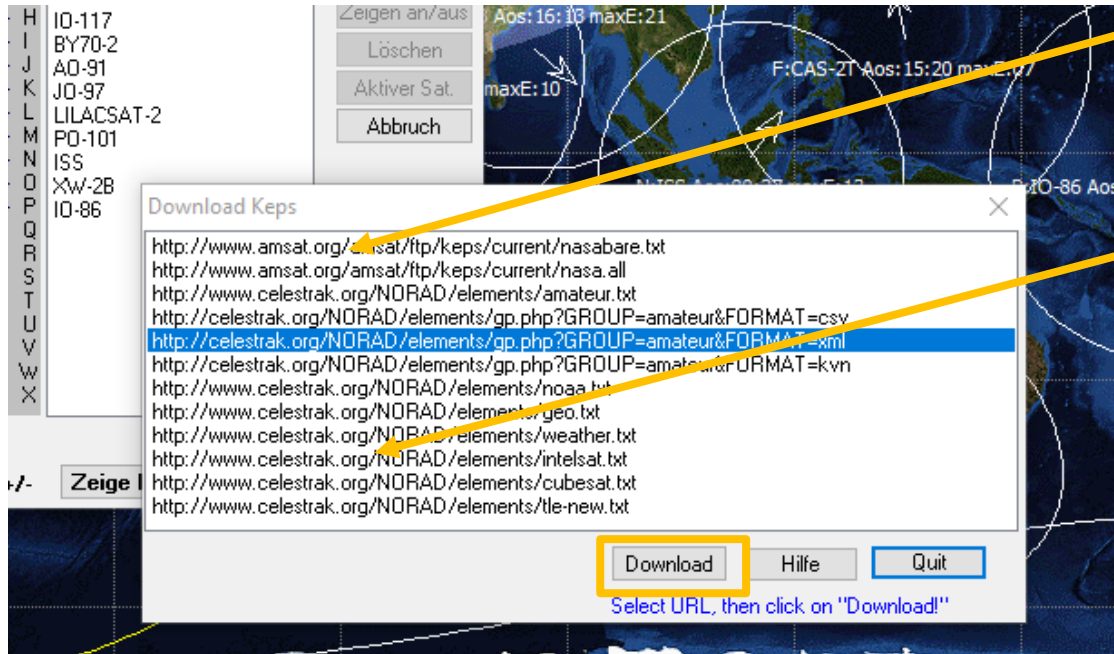 H
I
J
K
L
M
N
O
P
Q
R
S
T
U
V
W
X
IO-117
BY70-2
AO-91
JO-97
LILACSAT-2
PO-101
ISS
XW-2B
IO-86
Zeigen an/aus
Löschen
Aktiver Sat.
Abbruch
Aos:16:13 maxE:21
F:CAS-2T Aos:15:20
maxE:10
IO-86 Aos
+/-
Zeige
Download Keps
http://www.amsat.org/amsat/ftp/keps/current/nasabare.txt
http://www.amsat.org/amsat/ftp/keps/current/nasa.all
http://www.celestrak.org/NORAD/elements/amateur.txt
http://celestrak.org/NORAD/elements/gp.php?GROUP=amateur&FORMAT=csv
http://celestrak.org/NORAD/elements/gp.php?GROUP=amateur&FORMAT=xml
http://celestrak.org/NORAD/elements/gp.php?GROUP=amateur&FORMAT=kvn
http://www.celestrak.org/NORAD/elements/noaa.txt
http://www.celestrak.org/NORAD/elements/geo.txt
http://www.celestrak.org/NORAD/elements/weather.txt
http://www.celestrak.org/NORAD/elements/intelsat.txt
http://www.celestrak.org/NORAD/elements/cubesat.txt
http://www.celestrak.org/NORAD/elements/tle-new.txt
Download
Hilfe
Quit
Select URL, then click on "Download!"